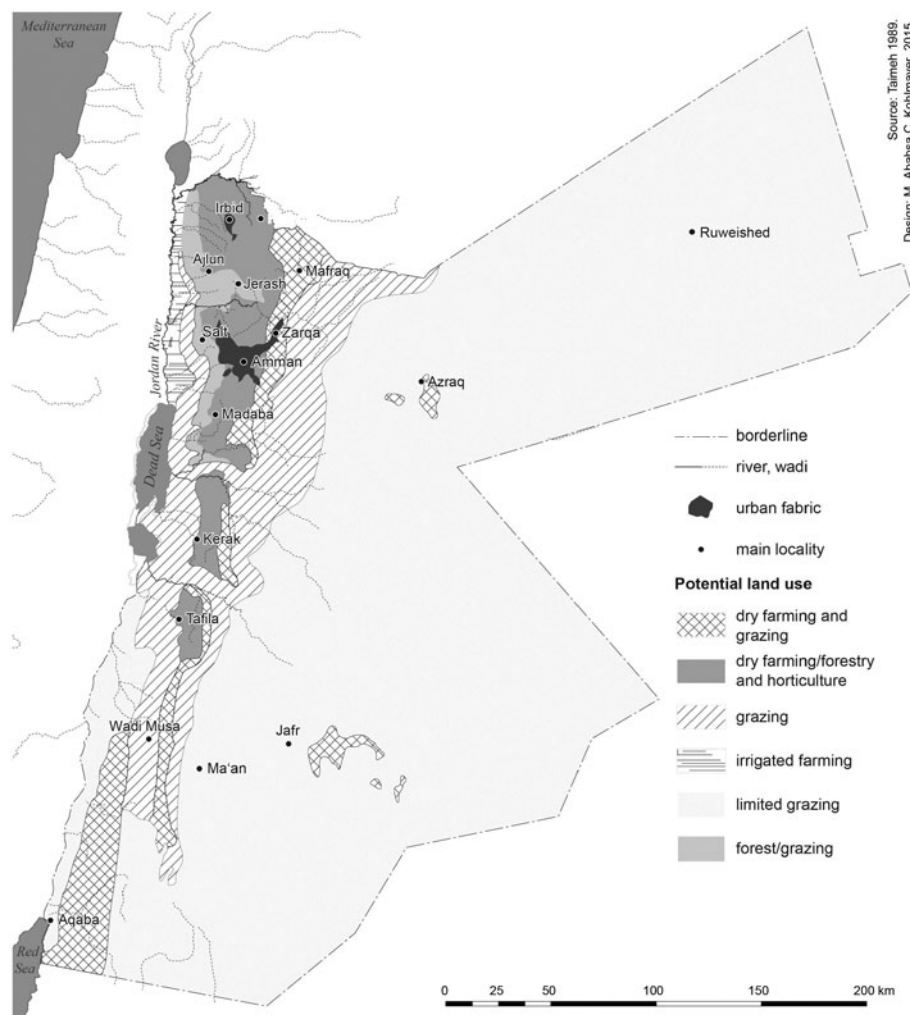 Mediterranean
Sea
Source: Taimeh 1989.
Design: M. Ababsa C. Kohlmayer, 2015
Irbid
Ruweished
Ajlun
Mafraq
Jerash
Salt
Zarqa
Jordan River
Amman
Azraq
Madaba
Dead Sea
Kerak
Tafila
Wadi Musa
Jafr
Ma'an
Aqaba
Red
Sea
borderline
river, wadi
urban fabric
main locality
Potential land use
dry farming and
grazing
dry farming/forestry
and horticulture
grazing
irrigated farming
limited grazing
forest/grazing
0 25 50 100 150 200 km